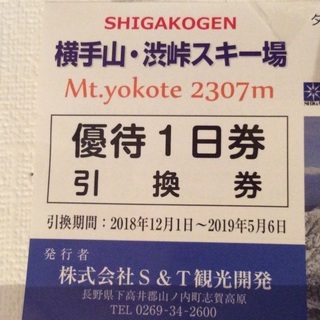 SHIGAKOGEN
横手山・渋峠スキー場
Mt.yokote 2307m
優待1日券
引換券
引換期間：2018年12月1日～2019年5月6日
発行者
株式会社S＆T観光開発
長野県下高井郡山ノ内町志賀高原
TEL 0269-34-2600